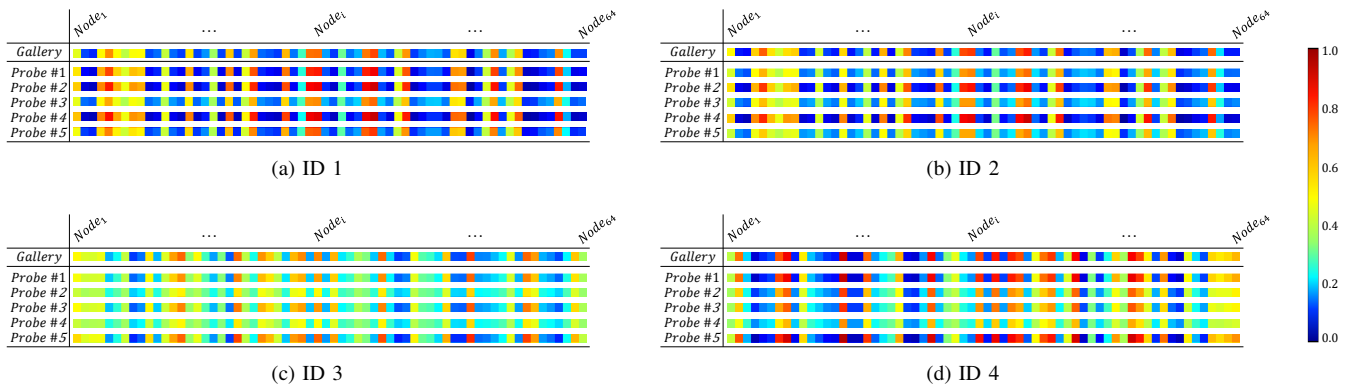 Node₁ ... Nodeᵢ ... Node₆₄
Gallery
Probe #1
Probe #2
Probe #3
Probe #4
Probe #5
(a) ID 1
Node₁ ... Nodeᵢ ... Node₆₄
Gallery
Probe #1
Probe #2
Probe #3
Probe #4
Probe #5
(b) ID 2
Node₁ ... Nodeᵢ ... Node₆₄
Gallery
Probe #1
Probe #2
Probe #3
Probe #4
Probe #5
(c) ID 3
Node₁ ... Nodeᵢ ... Node₆₄
Gallery
Probe #1
Probe #2
Probe #3
Probe #4
Probe #5
(d) ID 4
1.0
0.8
0.6
0.4
0.2
0.0